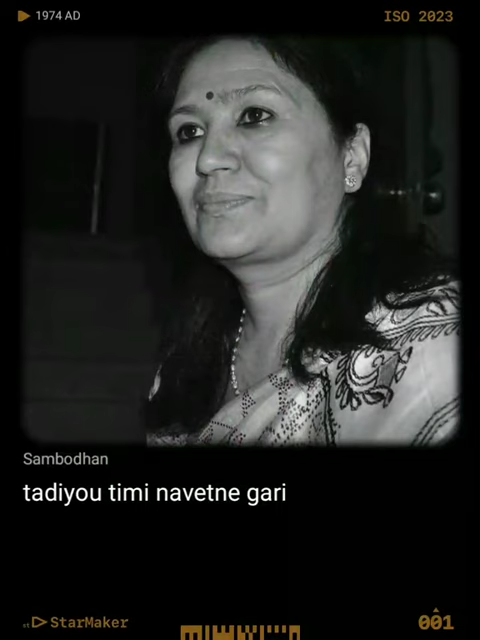 1974 AD
ISO 2023
Sambodhan
tadiyou timi navetne gari
StarMaker
001